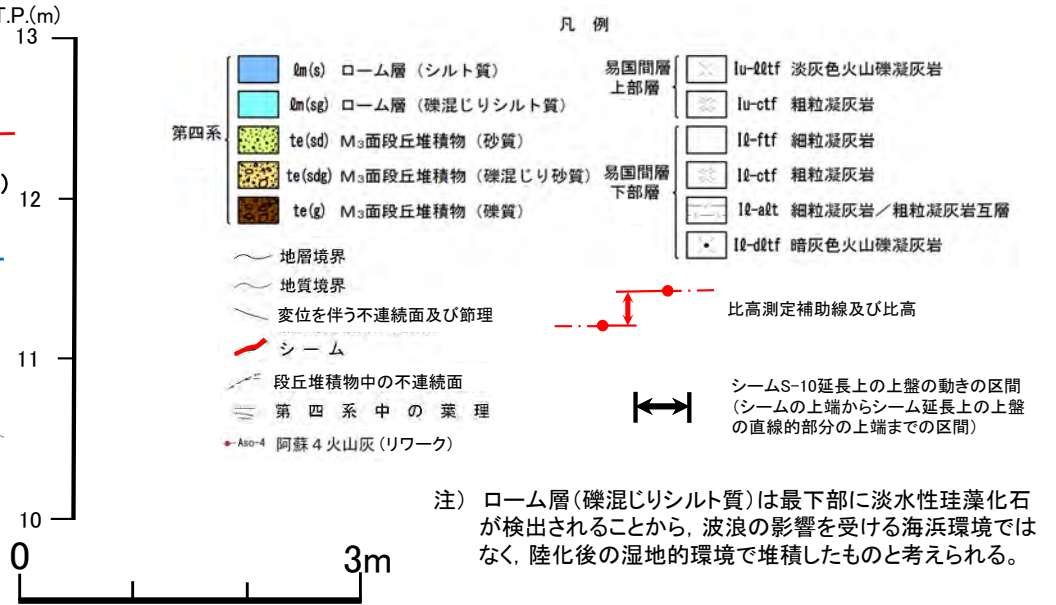 T.P.(m)
13
12
11
10
)
0
3m
凡 例
第四系
ℓm(s) ローム層（シルト質）
ℓm(sg) ローム層（礫混じりシルト質）
te(sd) M₃面段丘堆積物（砂質）
te(sdg) M₃面段丘堆積物（礫混じり砂質）
te(g) M₃面段丘堆積物（礫質）
易国間層
上部層
Iu-ℓℓtf 淡灰色火山礫凝灰岩
Iu-ctf 粗粒凝灰岩
易国間層
下部層
Iℓ-ftf 細粒凝灰岩
Iℓ-ctf 粗粒凝灰岩
Iℓ-aℓt 細粒凝灰岩／粗粒凝灰岩互層
Iℓ-dℓtf 暗灰色火山礫凝灰岩
地層境界
地質境界
変位を伴う不連続面及び節理
シーム
段丘堆積物中の不連続面
第四系中の葉理
Aso-4 阿蘇４火山灰(リワーク)
比高測定補助線及び比高
シームS-10延長上の上盤の動きの区間
（シームの上端からシーム延長上の上盤
の直線的部分の上端までの区間）
注） ローム層（礫混じりシルト質）は最下部に淡水性珪藻化石
が検出されることから，波浪の影響を受ける海浜環境では
なく，陸化後の湿地的環境で堆積したものと考えられる。